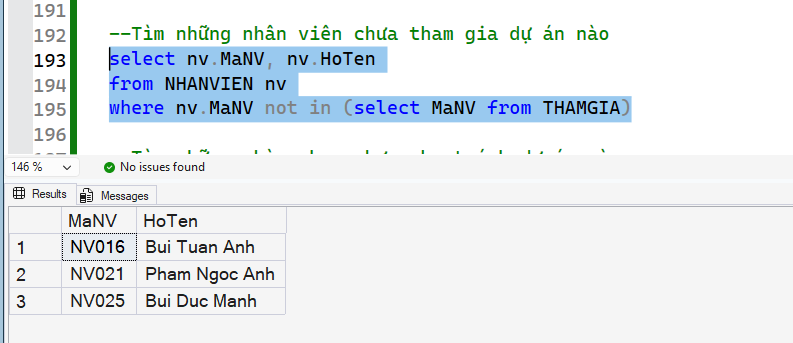 191
192 --Tìm những nhân viên chưa tham gia dự án nào
193 select nv.MaNV, nv.HoTen
194 from NHANVIEN nv
195 where nv.MaNV not in (select MaNV from THAMGIA)
196
146 % No issues found
Results Messages
MaNV HoTen
1 NV016 Bui Tuan Anh
2 NV021 Pham Ngoc Anh
3 NV025 Bui Duc Manh